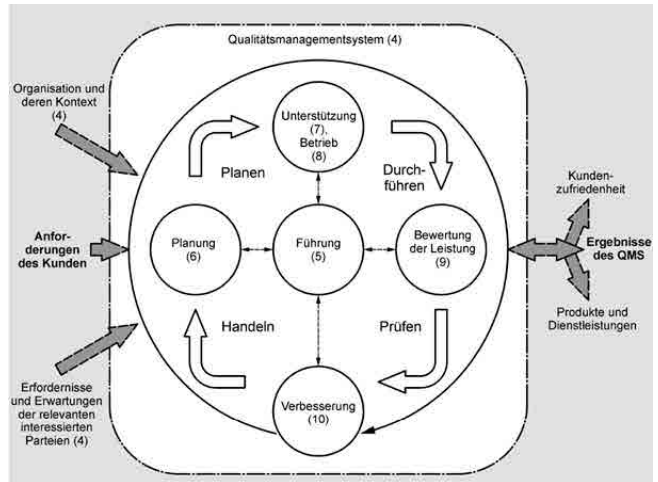 Qualitätsmanagementsystem (4)
Organisation und
deren Kontext
(4)
Unterstützung
(7),
Betrieb
(8)
Planen
Durch-
führen
Kunden-
zufriedenheit
Anfor-
derungen
des Kunden
Planung
(6)
Führung
(5)
Bewertung
der Leistung
(9)
Ergebnisse
des QMS
Handeln
Prüfen
Produkte und
Dienstleistungen
Erfordernisse
und Erwartungen
der relevanten
interessierten
Parteien (4)
Verbesserung
(10)